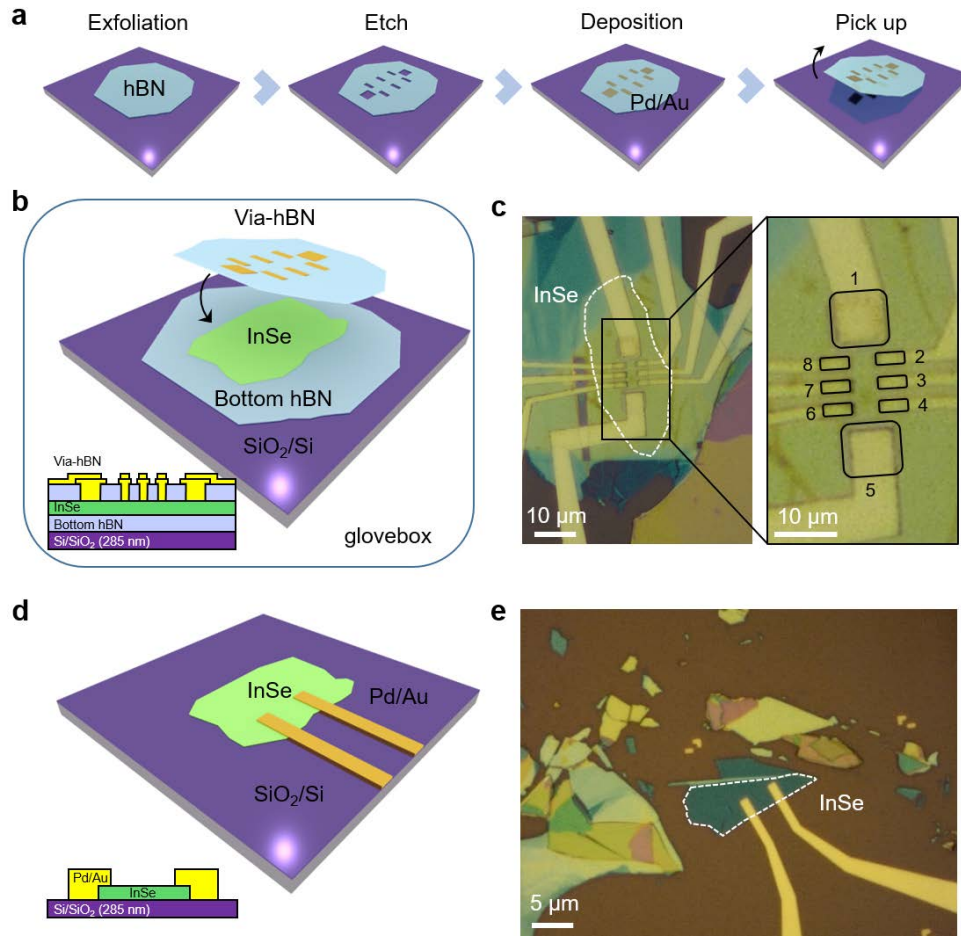 a
Exfoliation
Etch
Deposition
Pick up
hBN
Pd/Au
b
Via-hBN
InSe
Bottom hBN
SiO₂/Si
glovebox
Via-hBN
InSe
Bottom hBN
Si/SiO₂ (285 nm)
c
InSe
10 µm
1
8
2
7
3
6
4
5
10 µm
d
InSe
Pd/Au
SiO₂/Si
Pd/Au
InSe
Si/SiO₂ (285 nm)
e
InSe
5 µm